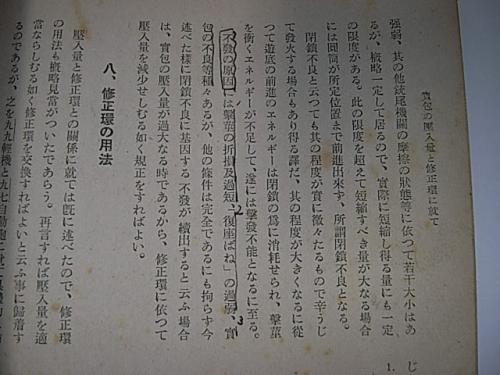 實包の壓入量と修正環に就て
强弱、其の他銃尾機關の摩擦の狀態等に依つて若干大小はあ
るが、概略一定して居るので、實際に短縮し得る量にも一定
の限度がある。此の限度を超えて短縮すべき量が大なる場合
には圓筒が所定位置まで前進出來ず、所謂閉鎖不良となる。
閉鎖不良と云つても其の程度が實に微々たるもので辛うじ
て發火する場合もあり得る譯だ、其の程度が大きくなるに從
つて遊底の前進のエネルギーは閉鎖の爲に消耗せられ、擊莖
を衝くエネルギーが不足して、遂には擊發不能となるに至る。
不發の原因には擊莖の折損及過短、「復座ばね」の過弱、實
包の不良等種々あるが、他の條件は完全であるにも拘らず今
述べた樣に閉鎖不良に基因する不發が續出すると云ふ場合
は、實包の壓入量が過大なる時であるから、修正環に依つて
壓入量を減少せしむる如く規正をすればよい。
八、修正環の用法
壓入量と修正環との關係に就ては旣に述べたので、修正環
の用法も概略見當がついたであらう。再言すれば壓入量を適
當ならしむる如く修正環を交換すればよいと云ふ事に歸着す
るのであるが、之を九九輕機と九七自動砲に就て
じ
1.